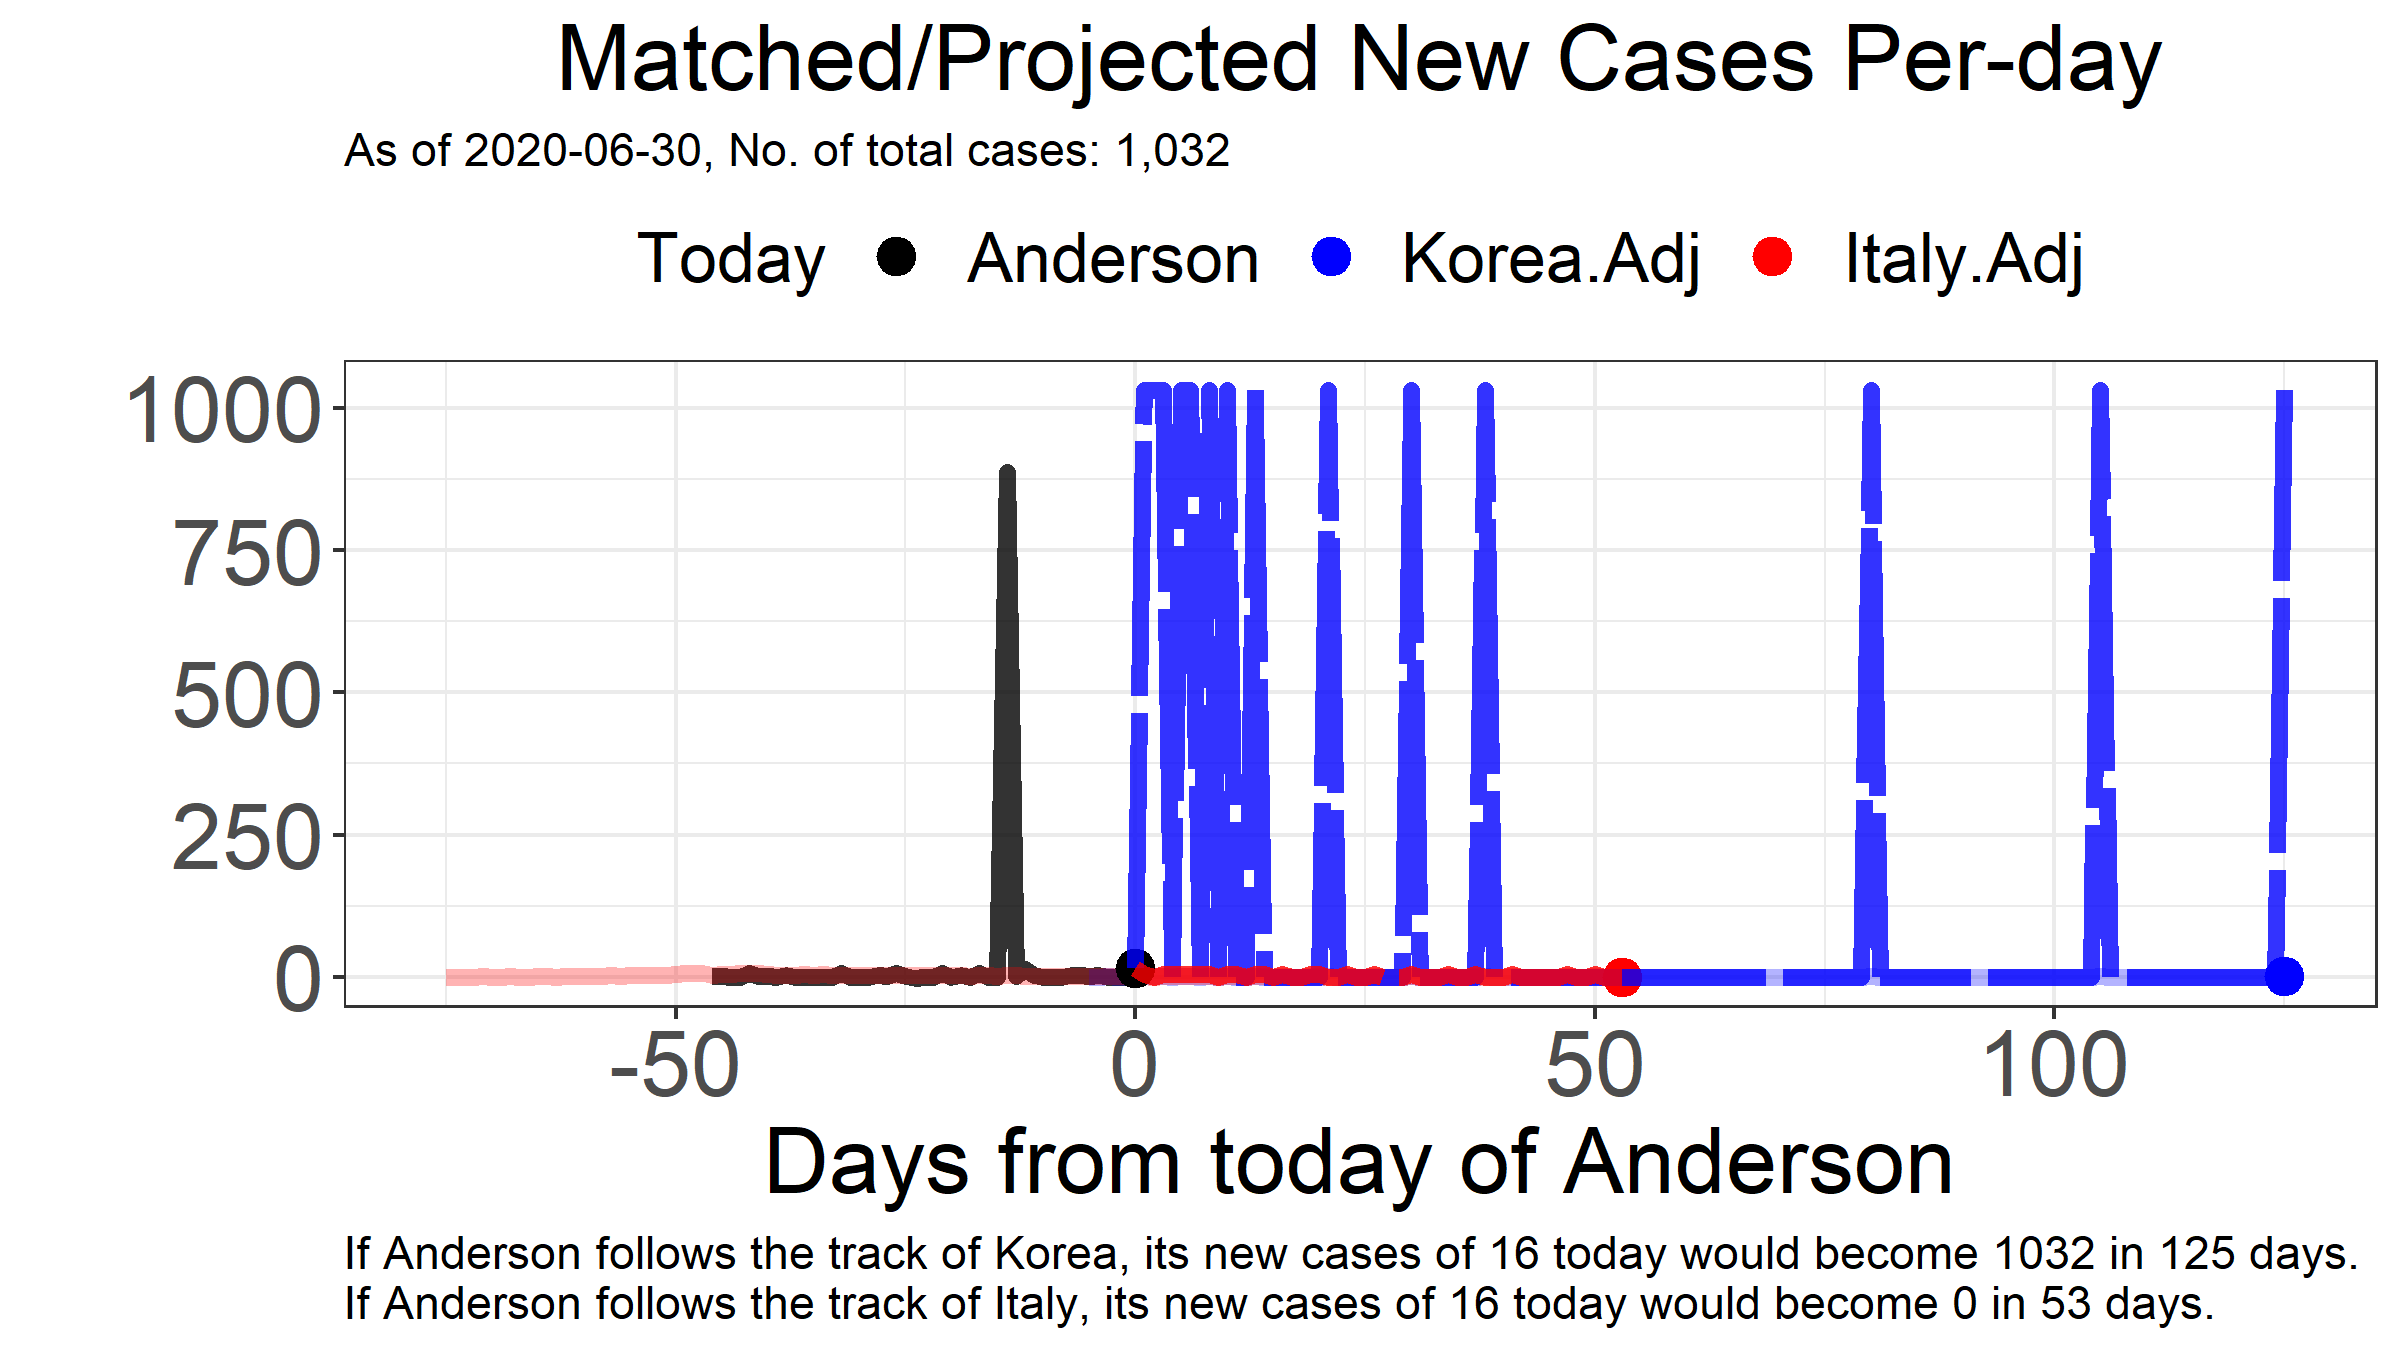 Matched/Projected New Cases Per-day
As of 2020-06-30, No. of total cases: 1,032
Today Anderson Korea.Adj Italy.Adj
1000
750
500
250
0
-50 0 50 100
Days from today of Anderson
If Anderson follows the track of Korea, its new cases of 16 today would become 1032 in 125 days.
If Anderson follows the track of Italy, its new cases of 16 today would become 0 in 53 days.